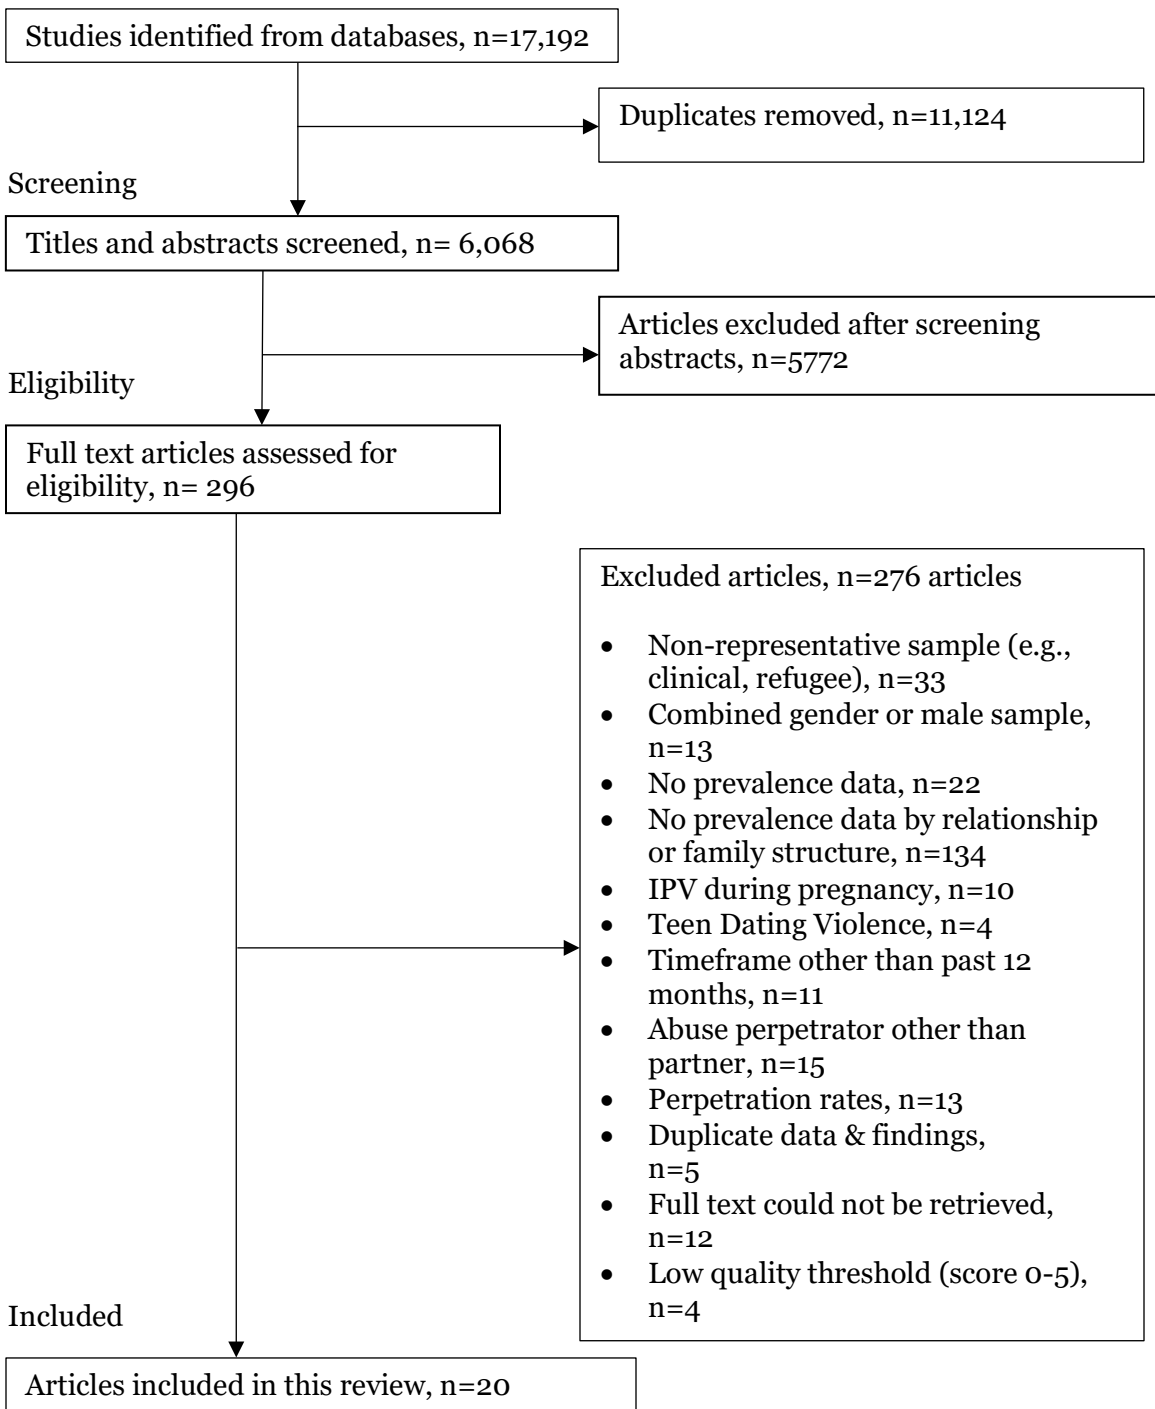 Studies identified from databases, n=17,192
Duplicates removed, n=11,124
Screening
Titles and abstracts screened, n= 6,068
Articles excluded after screening
abstracts, n=5772
Eligibility
Full text articles assessed for
eligibility, n= 296
Excluded articles, n=276 articles
• Non-representative sample (e.g.,
clinical, refugee), n=33
• Combined gender or male sample,
n=13
• No prevalence data, n=22
• No prevalence data by relationship
or family structure, n=134
• IPV during pregnancy, n=10
• Teen Dating Violence, n=4
• Timeframe other than past 12
months, n=11
• Abuse perpetrator other than
partner, n=15
• Perpetration rates, n=13
• Duplicate data & findings,
n=5
• Full text could not be retrieved,
n=12
• Low quality threshold (score 0-5),
n=4
Included
Articles included in this review, n=20